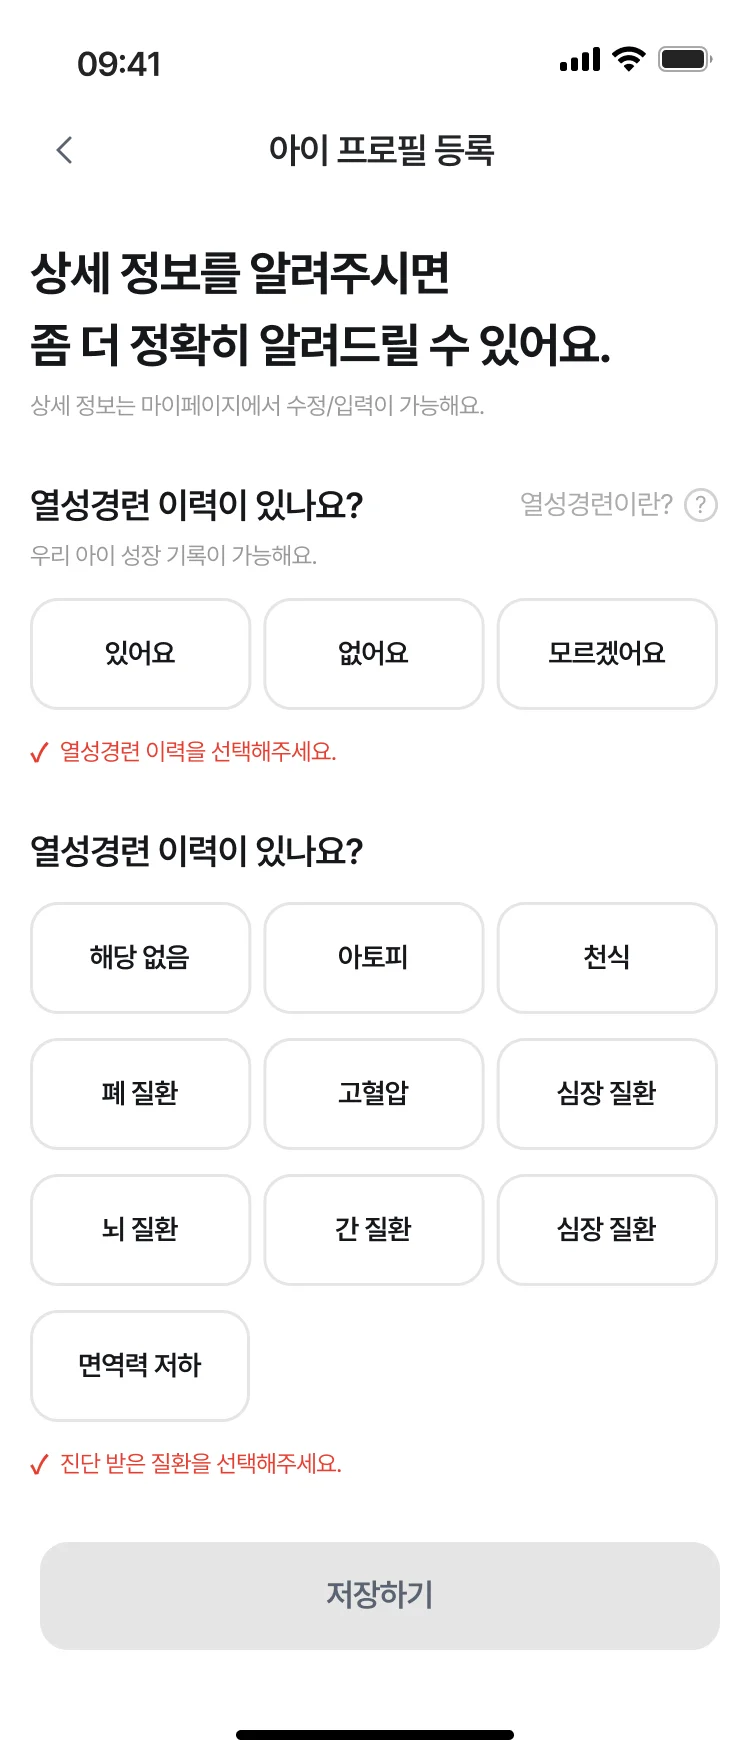 09:41
아이 프로필 등록
상세 정보를 알려주시면
좀 더 정확히 알려드릴 수 있어요.
상세 정보는 마이페이지에서 수정/입력이 가능해요.
열성경련 이력이 있나요?
열성경련이란? ?
우리 아이 성장 기록이 가능해요.
있어요
없어요
모르겠어요
열성경련 이력을 선택해주세요.
열성경련 이력이 있나요?
해당 없음
아토피
천식
폐 질환
고혈압
심장 질환
뇌 질환
간 질환
심장 질환
면역력 저하
진단 받은 질환을 선택해주세요.
저장하기